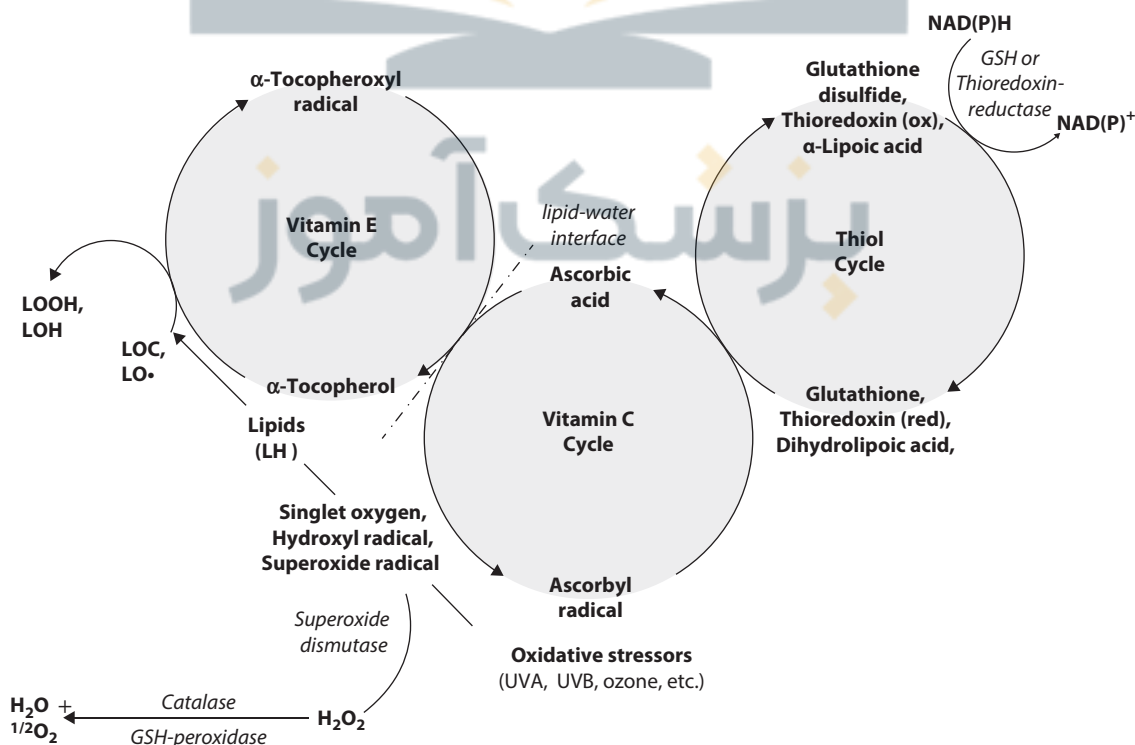 NAD(P)H
GSH or
Thioredoxin-
reductase
NAD(P)⁺
Glutathione
disulfide,
Thioredoxin (ox),
α-Lipoic acid
α-Tocopheroxyl
radical
پزشک‌آموز
Vitamin E
Cycle
lipid-water
interface
Thiol
Cycle
Ascorbic
acid
LOOH,
LOH
LOC,
LO•
α-Tocopherol
Lipids
(LH )
Vitamin C
Cycle
Glutathione,
Thioredoxin (red),
Dihydrolipoic acid,
Singlet oxygen,
Hydroxyl radical,
Superoxide radical
Ascorbyl
radical
Superoxide
dismutase
Oxidative stressors
(UVA, UVB, ozone, etc.)
H₂O +
1/2O₂
Catalase
GSH-peroxidase
H₂O₂